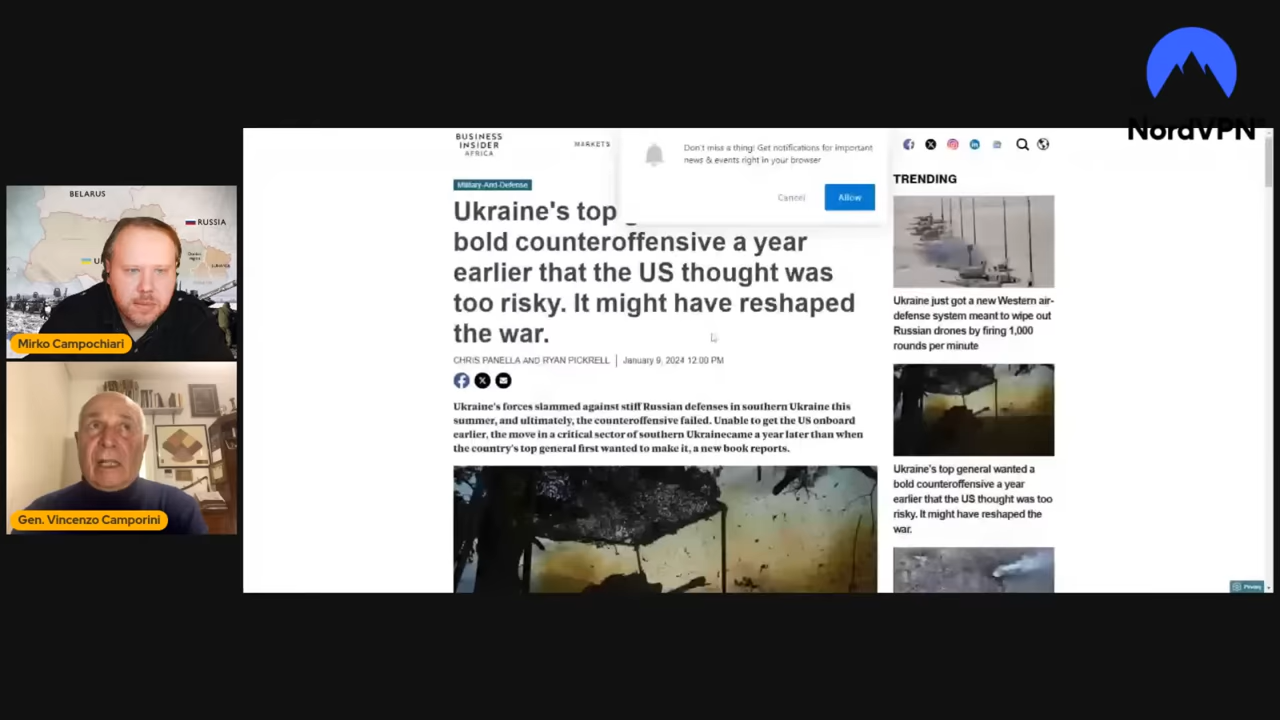 NordVPN
BELARUS
RUSSIA
Mirko Campochiari
Gen. Vincenzo Camporini
BUSINESS
INSIDER
AFRICA
MARKETS
Don't miss a thing! Get notifications for important
news & events right in your browser
Cancel
Allow
Military-And-Defense
Ukraine's top
bold counteroffensive a year
earlier that the US thought was
too risky. It might have reshaped
the war.
CHRIS PANELLA AND RYAN PICKRELL | January 9, 2024 12:00 PM
Ukraine's forces slammed against stiff Russian defenses in southern Ukraine this
summer, and ultimately, the counteroffensive failed. Unable to get the US onboard
earlier, the move in a critical sector of southern Ukrainecame a year later than when
the country's top general first wanted to make it, a new book reports.
TRENDING
Ukraine just got a new Western air-
defense system meant to wipe out
Russian drones by firing 1,000
rounds per minute
Ukraine's top general wanted a
bold counteroffensive a year
earlier that the US thought was too
risky. It might have reshaped the
war.
Privacy